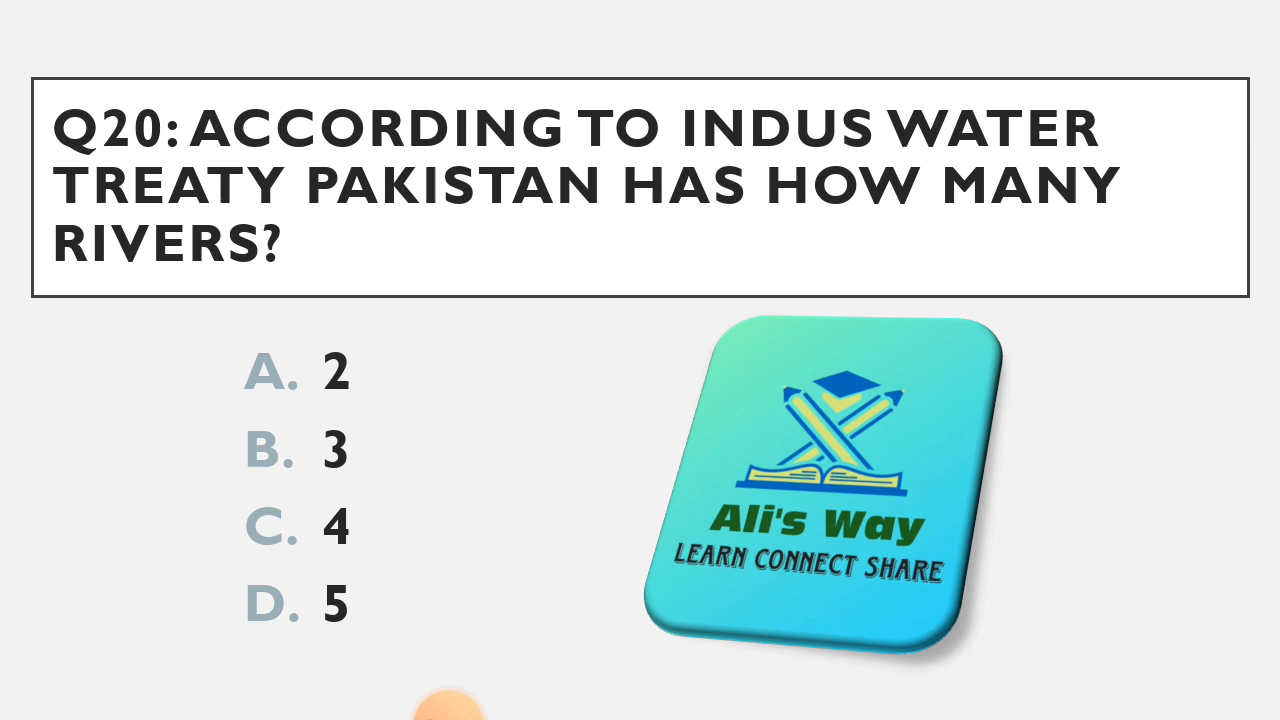 Q20: ACCORDING TO INDUS WATER
TREATY PAKISTAN HAS HOW MANY
RIVERS?
A. 2
B. 3
C. 4
D. 5
Ali's Way
LEARN CONNECT SHARE